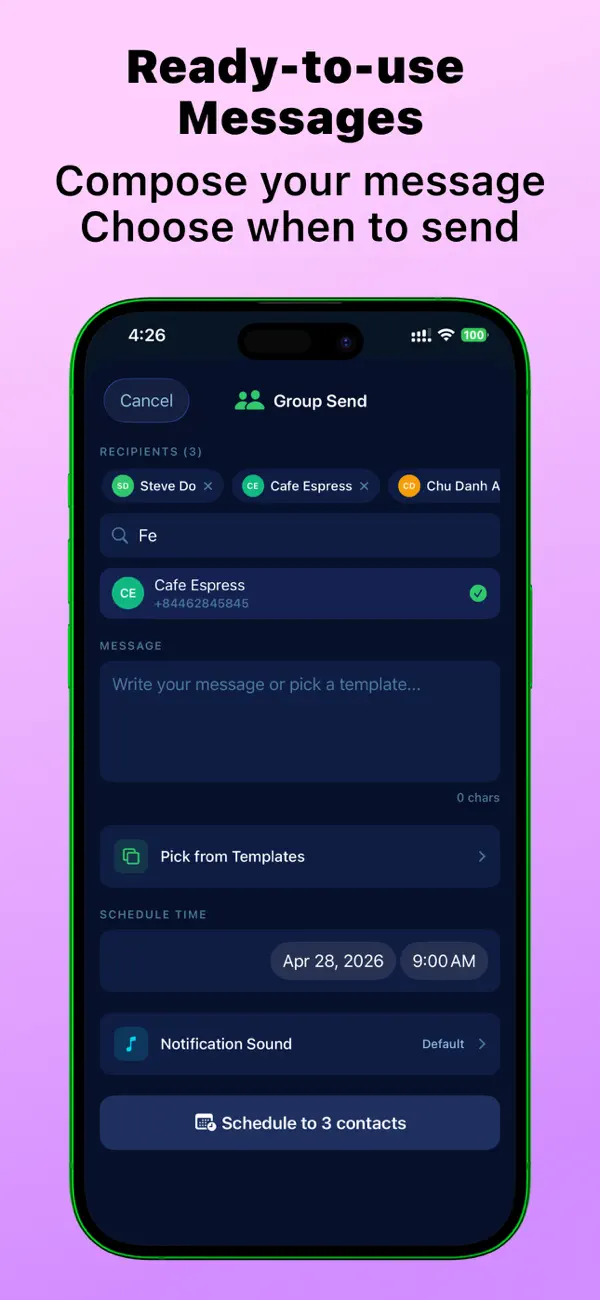 Ready-to-use
Messages
Compose your message
Choose when to send
4:26
100
Cancel
Group Send
RECIPIENTS (3)
SD Steve Do ×
CE Cafe Espress ×
CD Chu Danh A
Fe
CE
Cafe Espress
+84462845845
MESSAGE
Write your message or pick a template...
0 chars
Pick from Templates
SCHEDULE TIME
Apr 28, 2026
9:00 AM
Notification Sound
Default
Schedule to 3 contacts